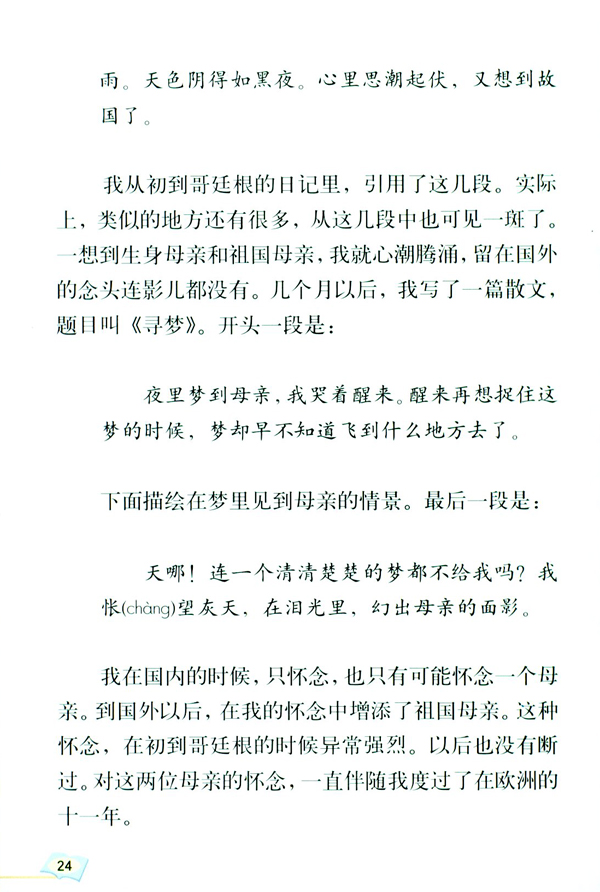 雨。天色阴得如黑夜。心里思潮起伏，又想到故
国了。
我从初到哥廷根的日记里，引用了这几段。实际
上，类似的地方还有很多，从这几段中也可见一斑了。
一想到生身母亲和祖国母亲，我就心潮腾涌，留在国外
的念头连影儿都没有。几个月以后，我写了一篇散文，
题目叫《寻梦》。开头一段是：
夜里梦到母亲，我哭着醒来。醒来再想捉住这
梦的时候，梦却早不知道飞到什么地方去了。
下面描绘在梦里见到母亲的情景。最后一段是：
天哪！连一个清清楚楚的梦都不给我吗？我
怅(chàng)望灰天，在泪光里，幻出母亲的面影。
我在国内的时候，只怀念，也只有可能怀念一个母
亲。到国外以后，在我的怀念中增添了祖国母亲。这种
怀念，在初到哥廷根的时候异常强烈。以后也没有断
过。对这两位母亲的怀念，一直伴随我度过了在欧洲的
十一年。
24